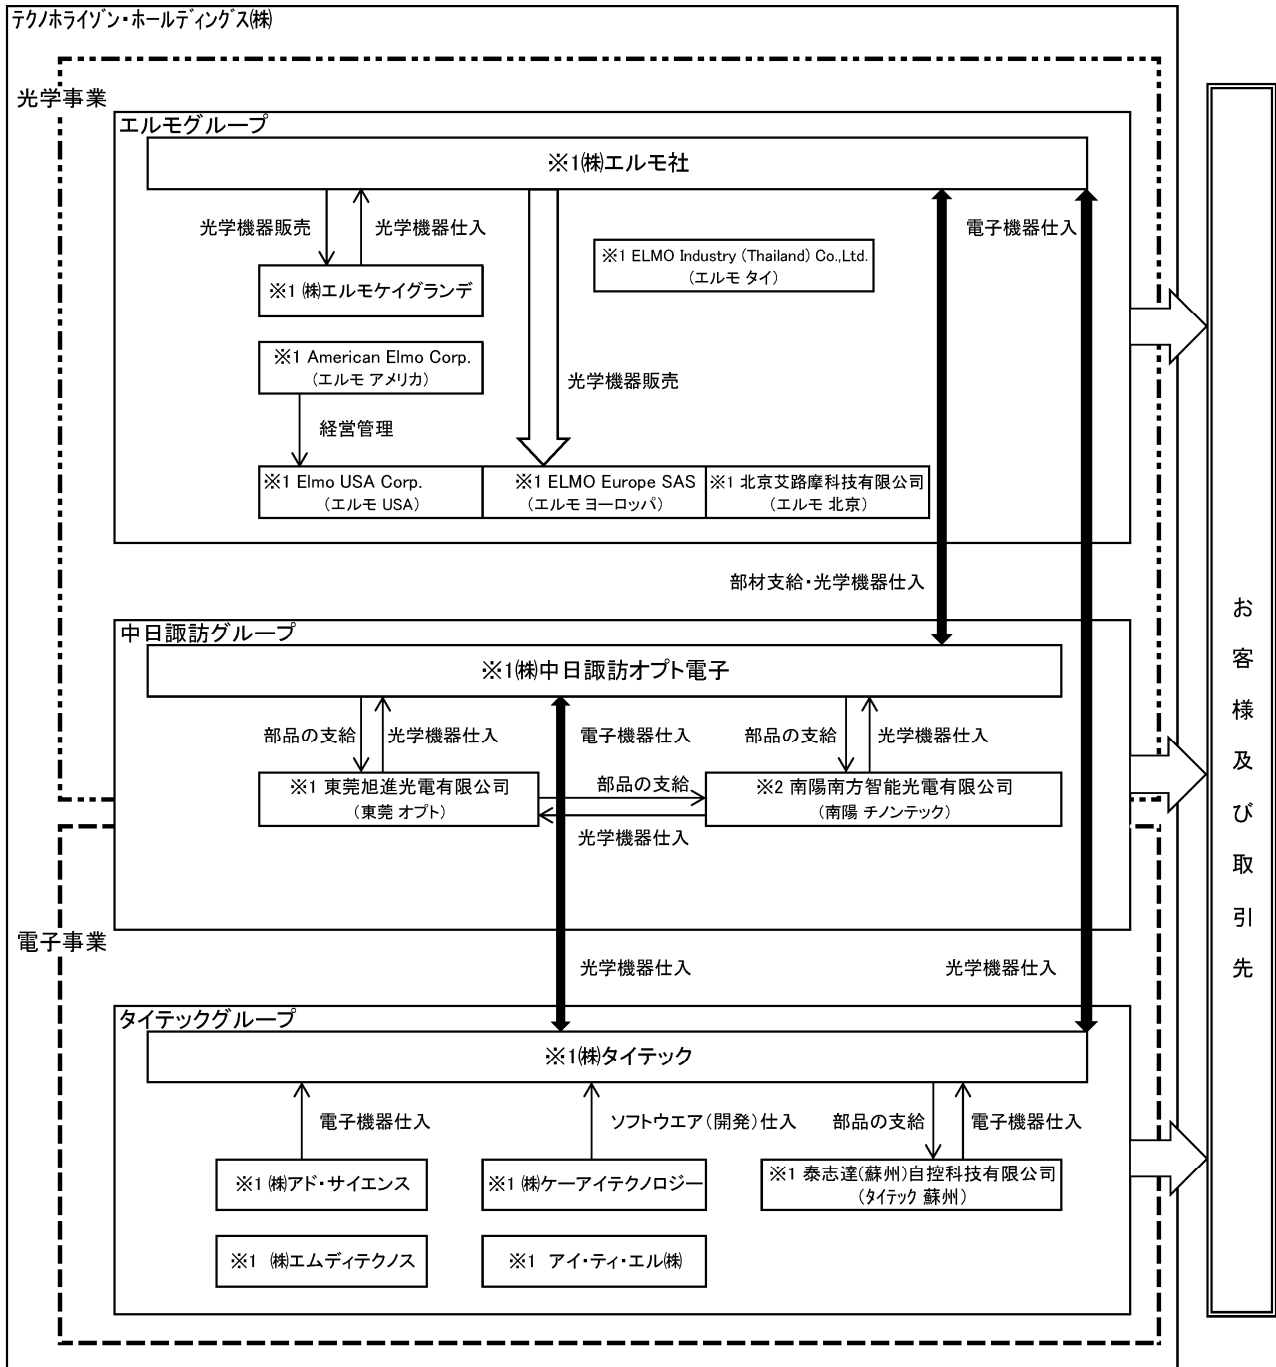 テクノホライゾン・ホールディングス㈱
光学事業
エルモグループ
※1㈱エルモ社
光学機器販売
光学機器仕入
電子機器仕入
※1 ELMO Industry (Thailand) Co.,Ltd.
(エルモ タイ)
※1 ㈱エルモケイグランデ
※1 American Elmo Corp.
(エルモ アメリカ)
光学機器販売
経営管理
※1 Elmo USA Corp.
(エルモ USA)
※1 ELMO Europe SAS
(エルモ ヨーロッパ)
※1 北京艾路摩科技有限公司
(エルモ 北京)
部材支給・光学機器仕入
中日諏訪グループ
※1㈱中日諏訪オプト電子
部品の支給
光学機器仕入
電子機器仕入
部品の支給
光学機器仕入
※1 東莞旭進光電有限公司
(東莞 オプト)
部品の支給
光学機器仕入
※2 南陽南方智能光電有限公司
(南陽 チノンテック)
電子事業
光学機器仕入
光学機器仕入
タイテックグループ
※1㈱タイテック
電子機器仕入
ソフトウエア(開発)仕入
部品の支給
電子機器仕入
※1 ㈱アド・サイエンス
※1 ㈱ケーアイテクノロジー
※1 泰志達(蘇州)自控科技有限公司
(タイテック 蘇州)
※1 ㈱エムディテクノス
※1 アイ・ティ・エル㈱
お客様及び取引先